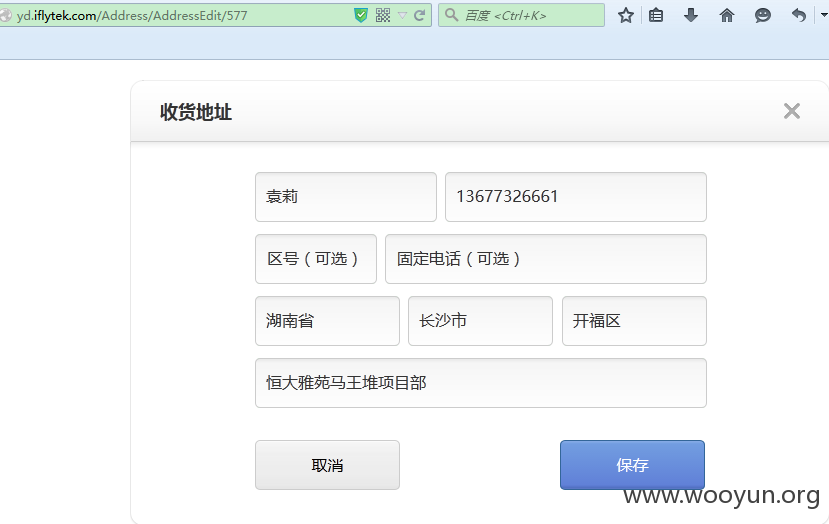 yd.iflytek.com/Address/AddressEdit/577 百度 <Ctrl+K>
收货地址
袁莉 13677326661
区号（可选） 固定电话（可选）
湖南省 长沙市 开福区
恒大雅苑马王堆项目部
取消 保存
www.wooyun.org